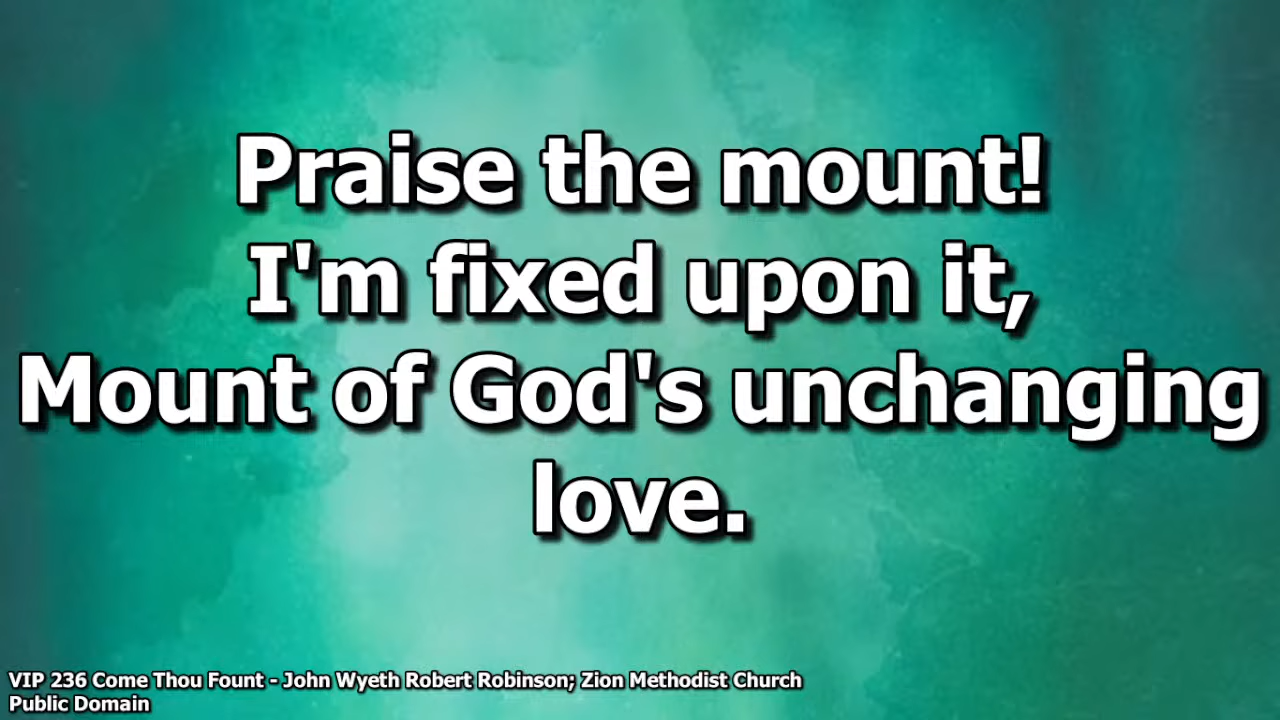 Praise the mount!
I'm fixed upon it,
Mount of God's unchanging
love.
VIP 236 Come Thou Fount - John Wyeth Robert Robinson; Zion Methodist Church
Public Domain